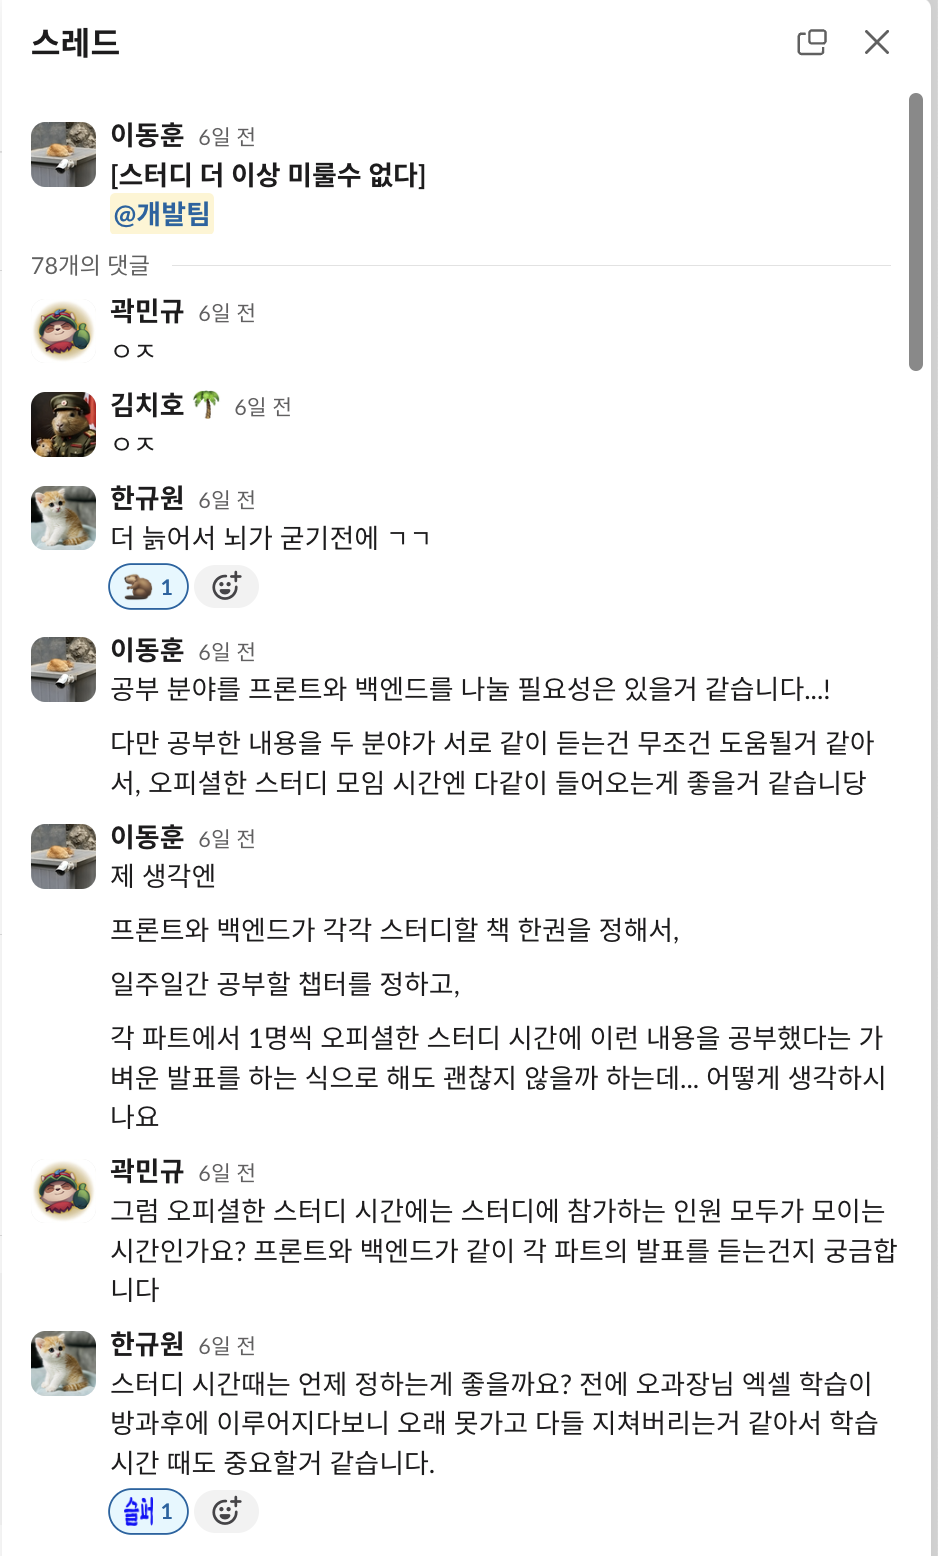 스레드
이동훈 6일 전
[스터디 더 이상 미룰수 없다]
@개발팀
78개의 댓글
곽민규 6일 전
ㅇㅈ
김치호 🌴 6일 전
ㅇㅈ
한규원 6일 전
더 늙어서 뇌가 굳기전에 ㄱㄱ
🦫 1
이동훈 6일 전
공부 분야를 프론트와 백엔드를 나눌 필요성은 있을거 같습니다...!
다만 공부한 내용을 두 분야가 서로 같이 듣는건 무조건 도움될거 같아
서, 오피셜한 스터디 모임 시간엔 다같이 들어오는게 좋을거 같습니당
이동훈 6일 전
제 생각엔
프론트와 백엔드가 각각 스터디할 책 한권을 정해서,
일주일간 공부할 챕터를 정하고,
각 파트에서 1명씩 오피셜한 스터디 시간에 이런 내용을 공부했다는 가
벼운 발표를 하는 식으로 해도 괜찮지 않을까 하는데... 어떻게 생각하시
나요
곽민규 6일 전
그럼 오피셜한 스터디 시간에는 스터디에 참가하는 인원 모두가 모이는
시간인가요? 프론트와 백엔드가 같이 각 파트의 발표를 듣는건지 궁금합
니다
한규원 6일 전
스터디 시간때는 언제 정하는게 좋을까요? 전에 오과장님 엑셀 학습이
방과후에 이루어지다보니 오래 못가고 다들 지쳐버리는거 같아서 학습
시간 때도 중요할거 같습니다.
슬퍼 1